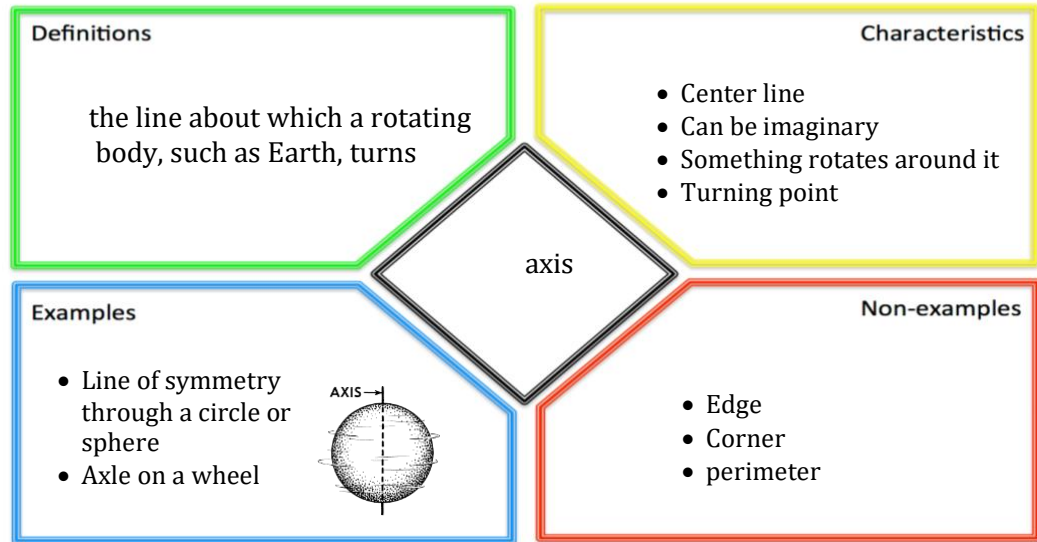 Definitions
the line about which a rotating
body, such as Earth, turns
Characteristics
• Center line
• Can be imaginary
• Something rotates around it
• Turning point
axis
Examples
• Line of symmetry
through a circle or
sphere
• Axle on a wheel
AXIS
Non-examples
• Edge
• Corner
• perimeter